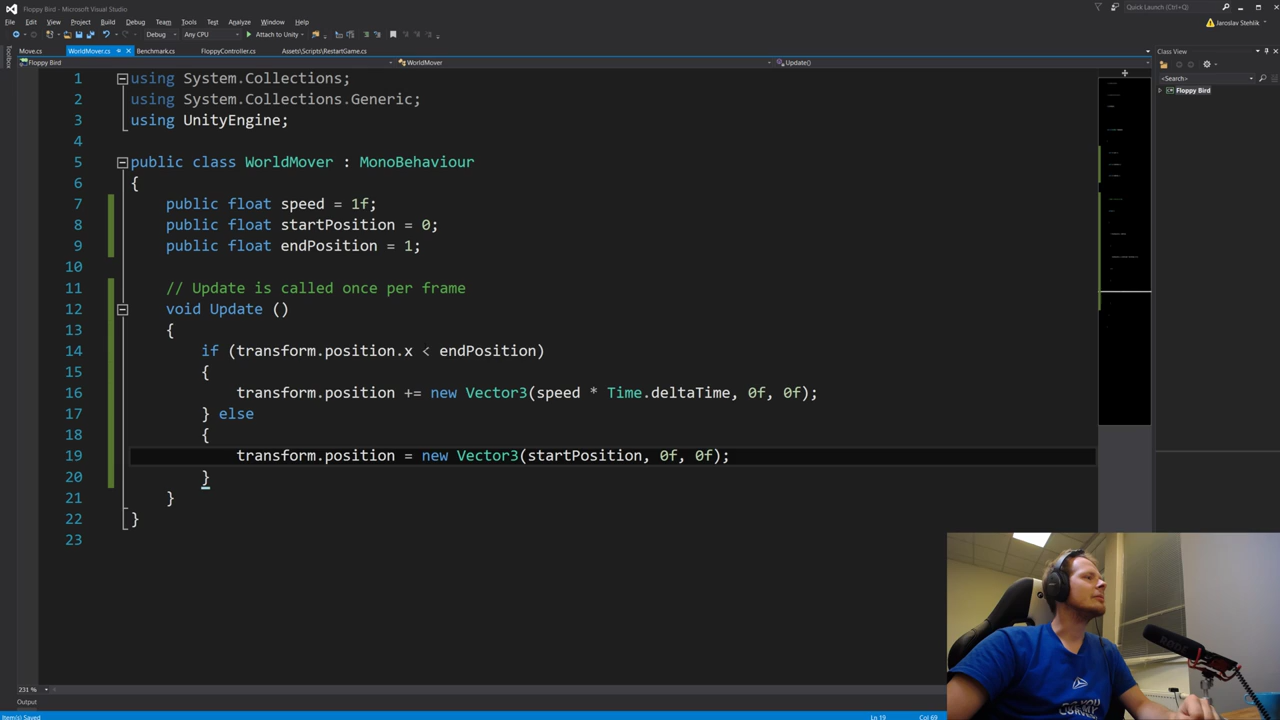 Floppy Bird - Microsoft Visual Studio
Quick Launch (Ctrl+Q)
File Edit View Project Build Debug Team Tools Test Analyze Window Help
Jaroslav Stehlik
Debug Any CPU Attach to Unity
Move.cs WorldMover.cs Benchmark.cs FloppyController.cs Assets\Scripts\RestartGame.cs
Floppy Bird WorldMover Update()
Toolbox
Class View
<Search>
Floppy Bird
1 using System.Collections;
2 using System.Collections.Generic;
3 using UnityEngine;
4
5 public class WorldMover : MonoBehaviour
6 {
7 public float speed = 1f;
8 public float startPosition = 0;
9 public float endPosition = 1;
10
11 // Update is called once per frame
12 void Update ()
13 {
14 if (transform.position.x < endPosition)
15 {
16 transform.position += new Vector3(speed * Time.deltaTime, 0f, 0f);
17 } else
18 {
19 transform.position = new Vector3(startPosition, 0f, 0f);
20 }
21 }
22 }
23
231 %
Output
Item(s) Saved
Ln 19 Col 69
RØDE